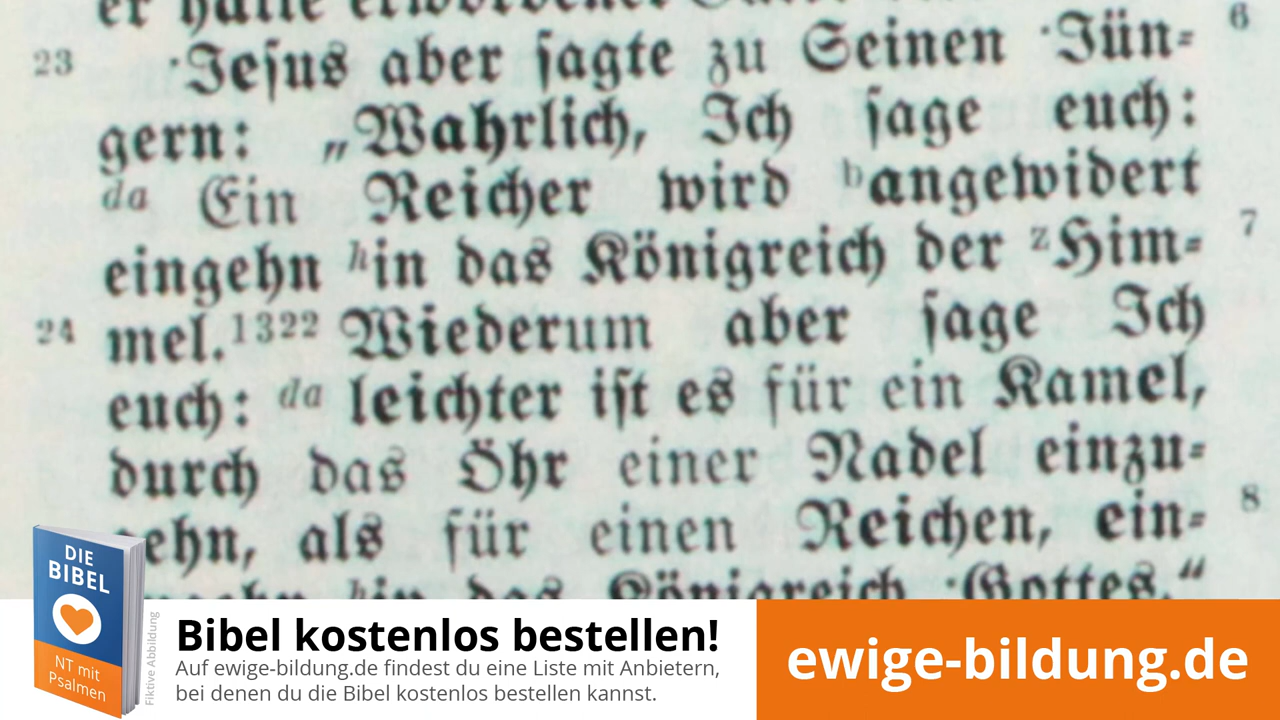 er hatte erworbener
6
23 ·Jeſus aber ſagte zu Seinen ·Jün=
gern: „Wahrlich, Ich ſage euch:
da Ein Reicher wird bangewidert
eingehn hin das Königreich der zHim= 7
24 mel.1322 Wiederum aber ſage Ich
euch: da leichter iſt es für ein Kamel,
durch das Öhr einer Nadel einzu=
gehn, als für einen Reichen, ein= 8
hin das Königreich ·Gottes.“
DIE
BIBEL
NT mit
Psalmen
Fiktive Abbildung
Bibel kostenlos bestellen!
Auf ewige-bildung.de findest du eine Liste mit Anbietern,
bei denen du die Bibel kostenlos bestellen kannst.
ewige-bildung.de